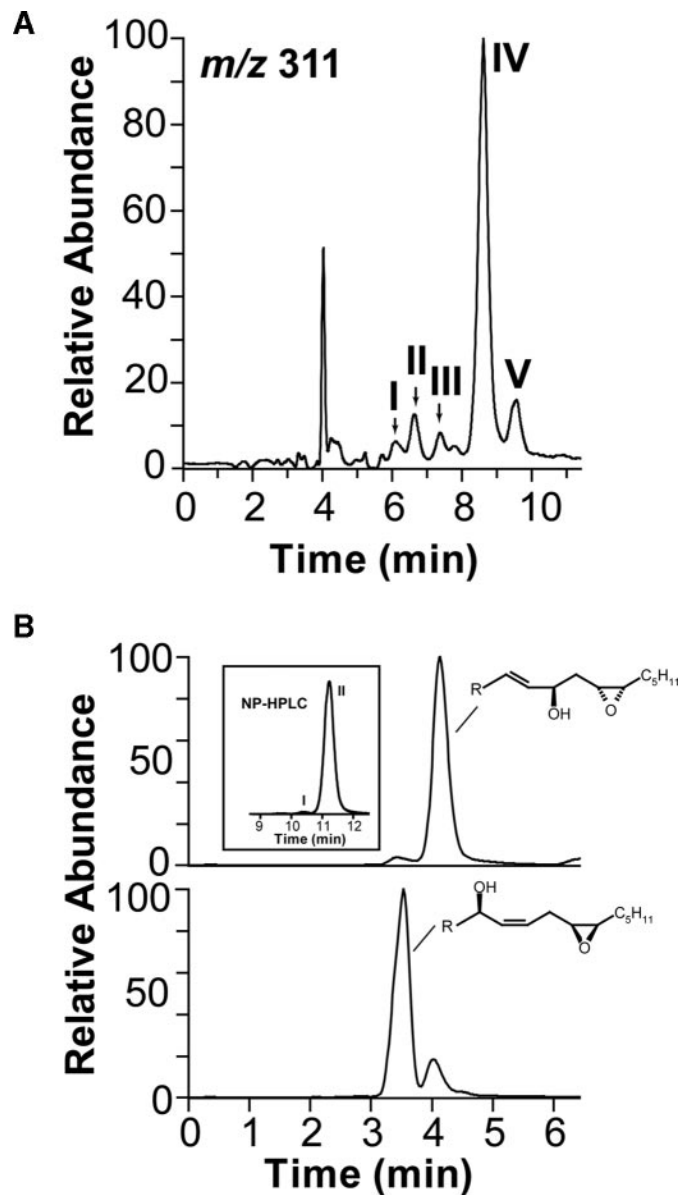 A
m/z 311
Relative Abundance
100
80
60
40
20
0
I
II
III
IV
V
0
2
4
6
8
10
Time (min)
B
Relative Abundance
100
50
0
NP-HPLC
I
II
9
10
11
12
Time (min)
R
OH
O
C5H11
100
50
0
OH
R
O
C5H11
0
1
2
3
4
5
6
Time (min)